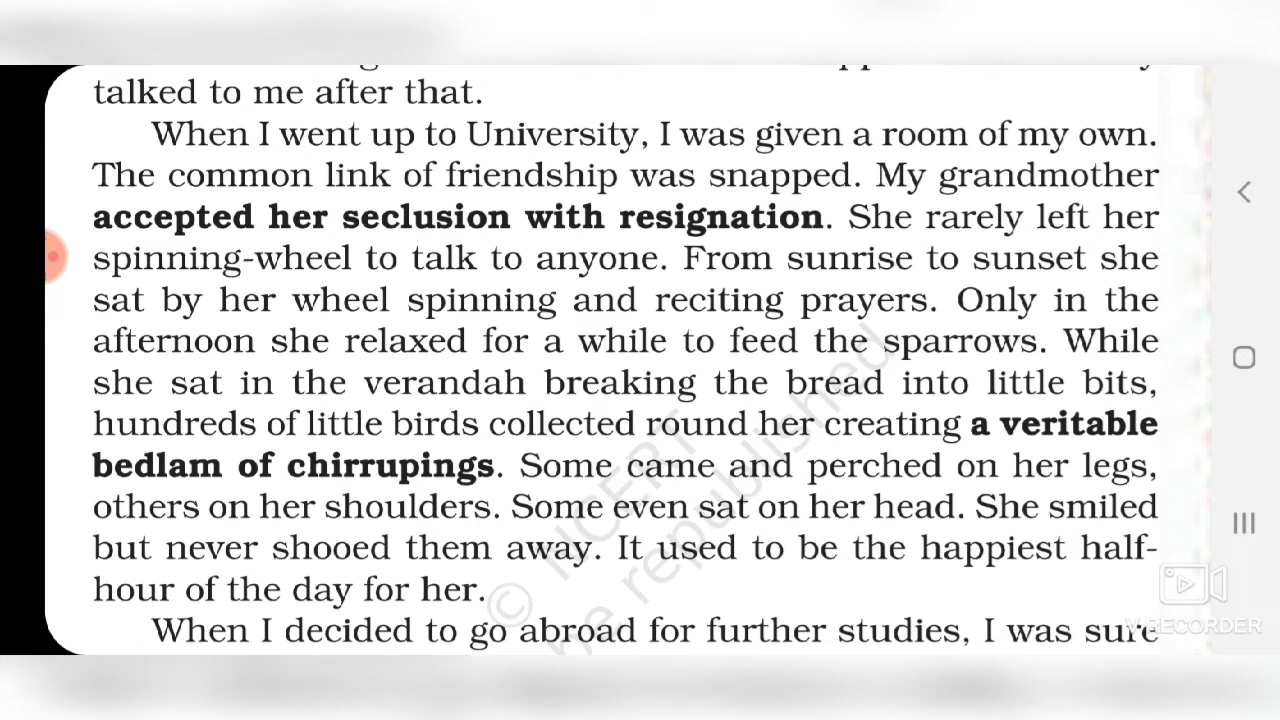 talked to me after that.
When I went up to University, I was given a room of my own.
The common link of friendship was snapped. My grandmother
accepted her seclusion with resignation. She rarely left her
spinning-wheel to talk to anyone. From sunrise to sunset she
sat by her wheel spinning and reciting prayers. Only in the
afternoon she relaxed for a while to feed the sparrows. While
she sat in the verandah breaking the bread into little bits,
hundreds of little birds collected round her creating a veritable
bedlam of chirrupings. Some came and perched on her legs,
others on her shoulders. Some even sat on her head. She smiled
but never shooed them away. It used to be the happiest half-
hour of the day for her.
When I decided to go abroad for further studies, I was sure
© NCERT
be republished
V RECORDER